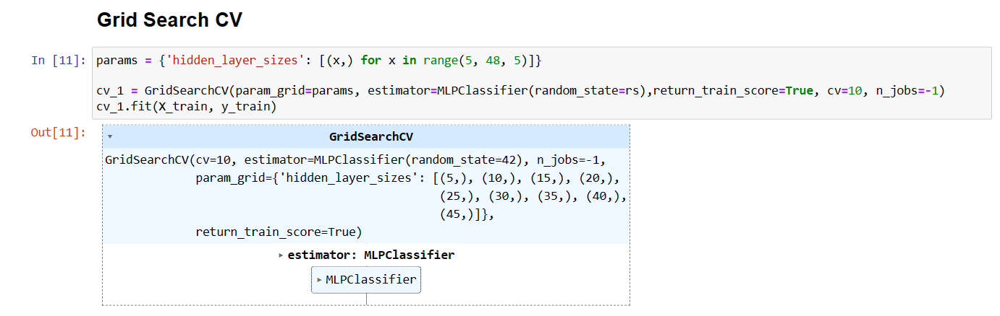 Grid Search CV
In [11]:
params = {'hidden_layer_sizes': [(x,) for x in range(5, 48, 5)]}
cv_1 = GridSearchCV(param_grid=params, estimator=MLPClassifier(random_state=rs),return_train_score=True, cv=10, n_jobs=-1)
cv_1.fit(X_train, y_train)
Out[11]:
GridSearchCV
GridSearchCV(cv=10, estimator=MLPClassifier(random_state=42), n_jobs=-1,
param_grid={'hidden_layer_sizes': [(5,), (10,), (15,), (20,),
(25,), (30,), (35,), (40,),
(45,)]},
return_train_score=True)
estimator: MLPClassifier
MLPClassifier